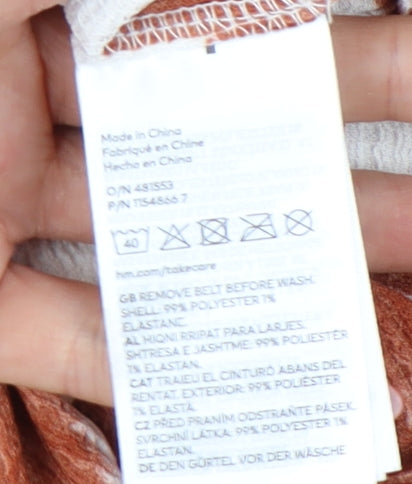 Made in China
Fabriqué en Chine
Hecho en China
O/N 481553
P/N 1154866 7
40
hm.com/takecare
GB REMOVE BELT BEFORE WASH.
SHELL: 99% POLYESTER 1%
ELASTANE.
AL HIQNI RRIPAT PARA LARJES.
SHTRESA E JASHTME: 99% POLIESTËR
1% ELASTAN.
CAT TRAIEU EL CINTURÓ ABANS DEL
RENTAT. EXTERIOR: 99% POLIÈSTER
1% ELASTÀ.
CZ PŘED PRANÍM ODSTRAŇTE PÁSEK.
SVRCHNÍ LÁTKA: 99% POLYESTER 1%
ELASTAN.
DE DEN GÜRTEL VOR DER WÄSCHE